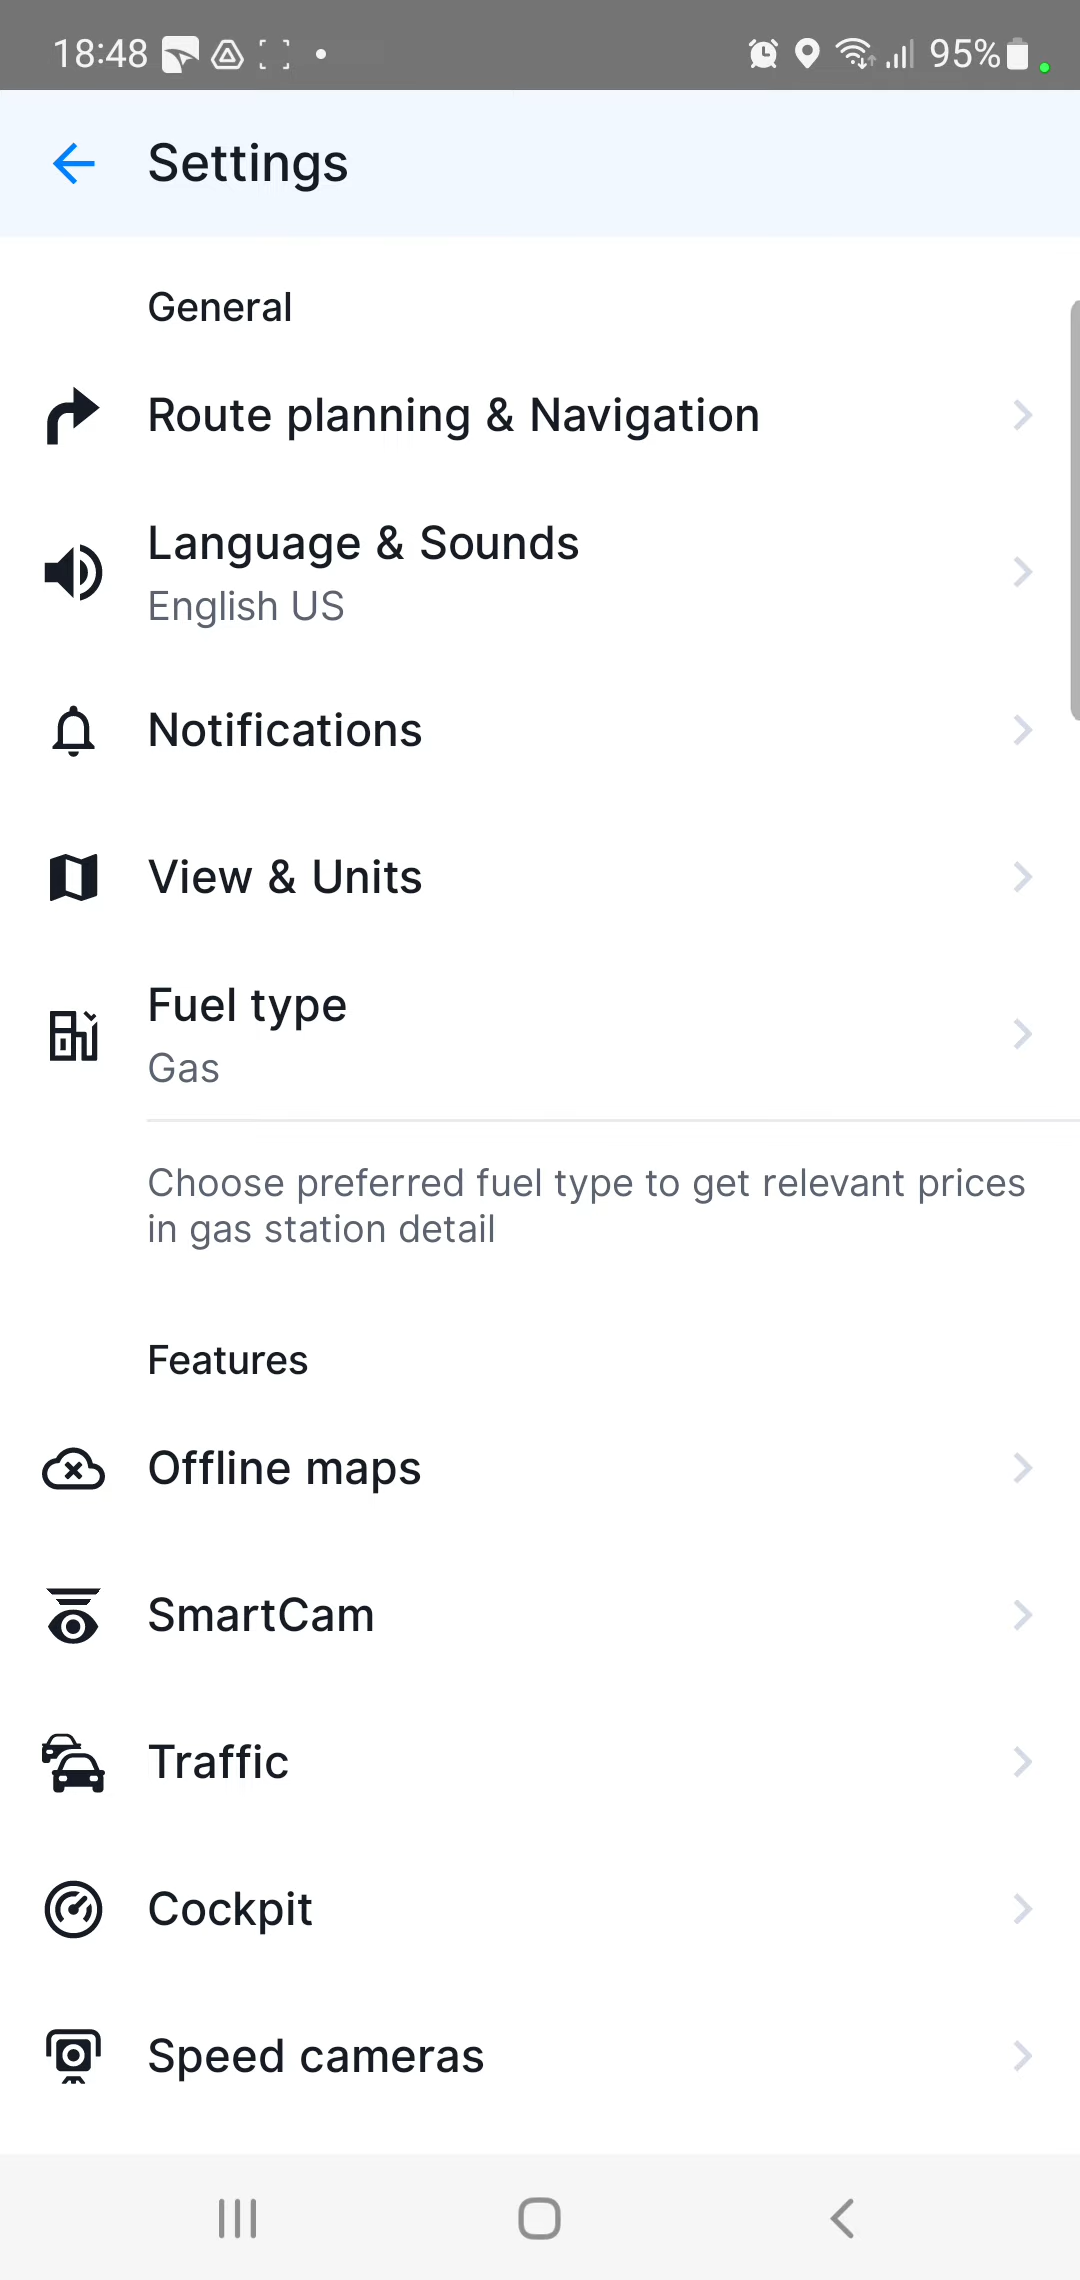 18:48
95%
Settings
General
Route planning & Navigation
Language & Sounds
English US
Notifications
View & Units
Fuel type
Gas
Choose preferred fuel type to get relevant prices
in gas station detail
Features
Offline maps
SmartCam
Traffic
Cockpit
Speed cameras